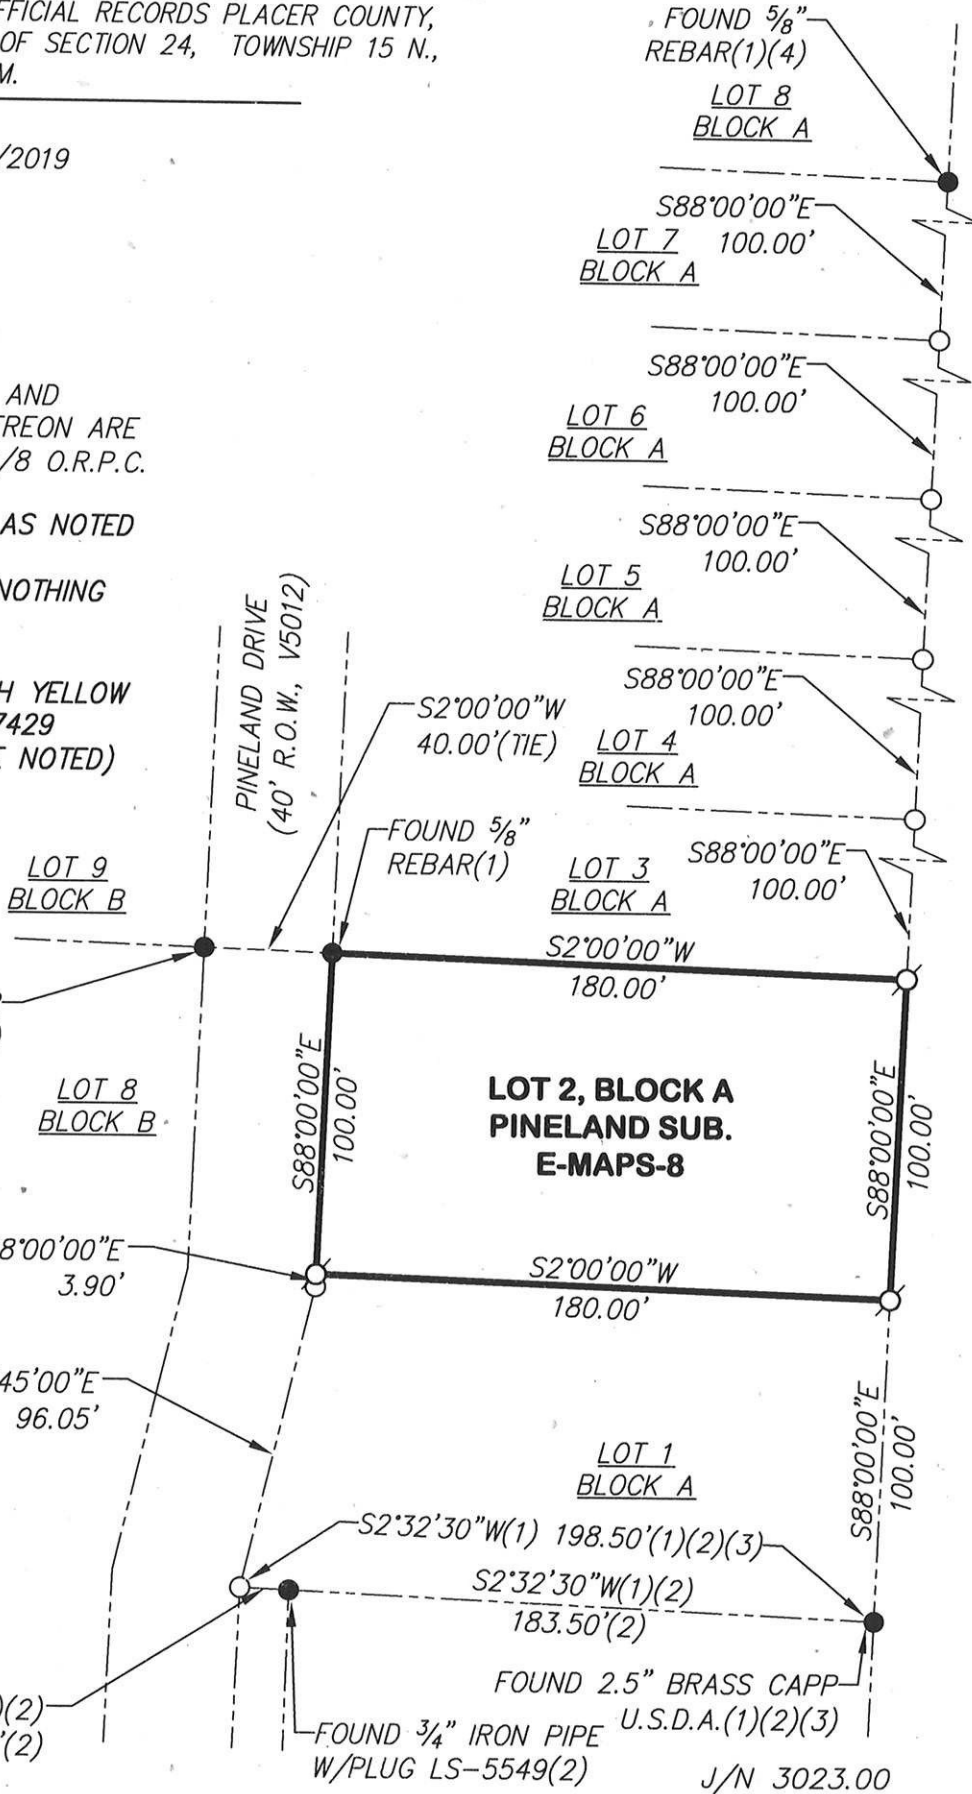 FFICIAL RECORDS PLACER COUNTY,
OF SECTION 24, TOWNSHIP 15 N.,
M.
/2019
AND
TREON ARE
/8 O.R.P.C.
AS NOTED
NOTHING
H YELLOW
7429
E NOTED)
FOUND 5/8"
REBAR(1)(4)
LOT 8
BLOCK A
S88°00'00"E
100.00'
LOT 7
BLOCK A
S88°00'00"E
100.00'
LOT 6
BLOCK A
S88°00'00"E
100.00'
LOT 5
BLOCK A
S88°00'00"E
100.00'
LOT 4
BLOCK A
S88°00'00"E
100.00'
LOT 3
BLOCK A
PINELAND DRIVE
(40' R.O.W., V5012)
S2°00'00"W
40.00'(TIE)
FOUND 5/8"
REBAR(1)
LOT 9
BLOCK B
S2°00'00"W
180.00'
S88°00'00"E
100.00'
LOT 2, BLOCK A
PINELAND SUB.
E-MAPS-8
S88°00'00"E
100.00'
LOT 8
BLOCK B
8°00'00"E
3.90'
S2°00'00"W
180.00'
45'00"E
96.05'
S88°00'00"E
100.00'
LOT 1
BLOCK A
S2°32'30"W(1) 198.50'(1)(2)(3)
S2°32'30"W(1)(2)
183.50'(2)
FOUND 2.5" BRASS CAPP
U.S.D.A.(1)(2)(3)
)(2)
'(2)
FOUND 3/4" IRON PIPE
W/PLUG LS-5549(2)
J/N 3023.00